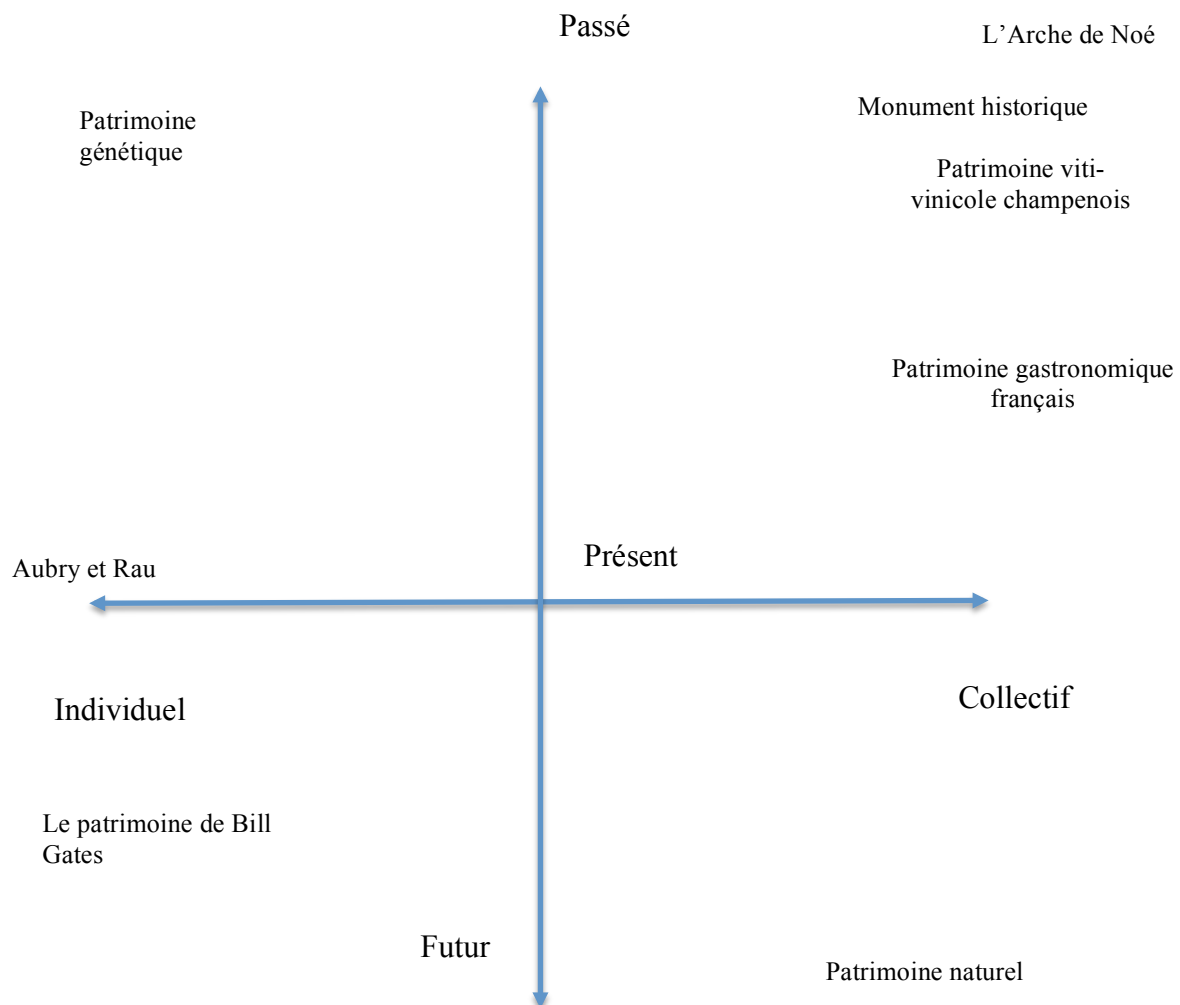 Passé
L’Arche de Noé
Monument historique
Patrimoine
génétique
Patrimoine viti-
vinicole champenois
Patrimoine gastronomique
français
Présent
Aubry et Rau
Individuel
Collectif
Le patrimoine de Bill
Gates
Futur
Patrimoine naturel